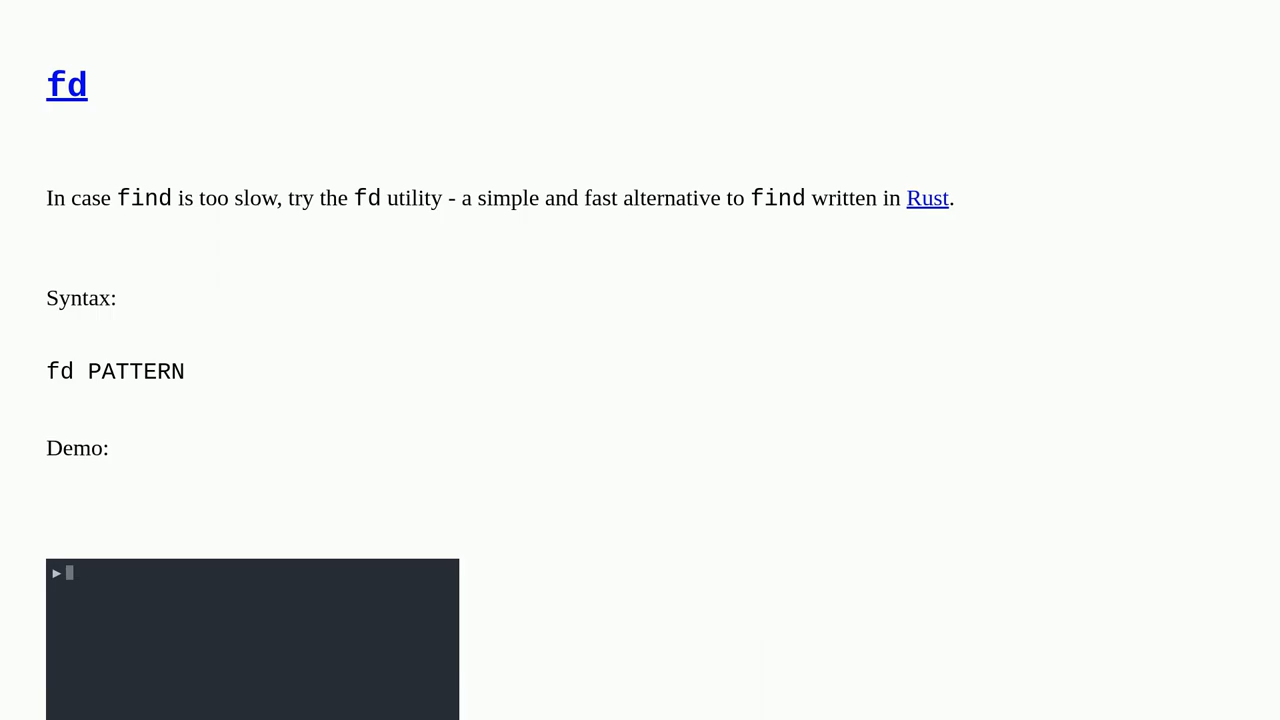 fd
In case find is too slow, try the fd utility - a simple and fast alternative to find written in Rust.
Syntax:
fd PATTERN
Demo: